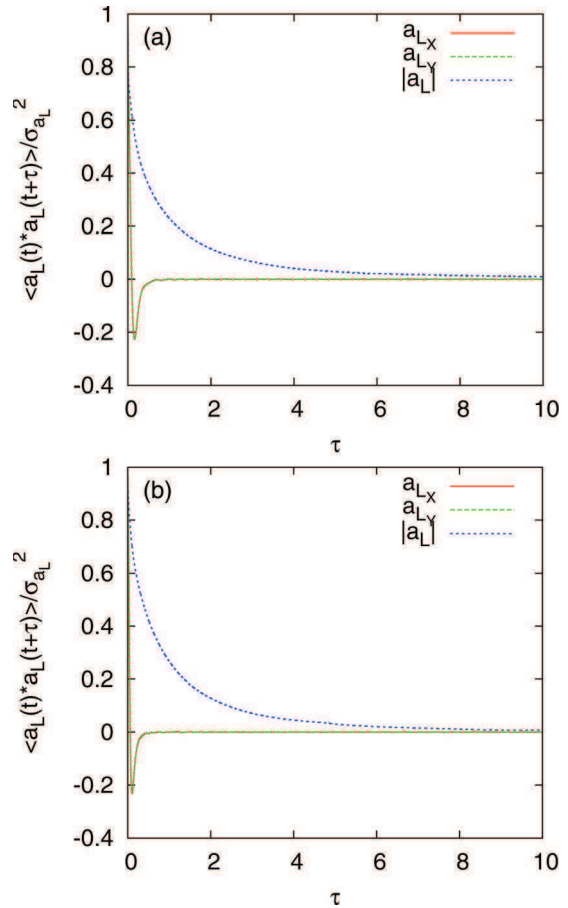 (a)
a_{L_X}
a_{L_Y}
|a_L|
1
0.8
0.6
0.4
0.2
0
-0.2
-0.4
<a_L(t)*a_L(t+τ)>/σ_{a_L}^2
0 2 4 6 8 10
τ
(b)
a_{L_X}
a_{L_Y}
|a_L|
1
0.8
0.6
0.4
0.2
0
-0.2
-0.4
<a_L(t)*a_L(t+τ)>/σ_{a_L}^2
0 2 4 6 8 10
τ